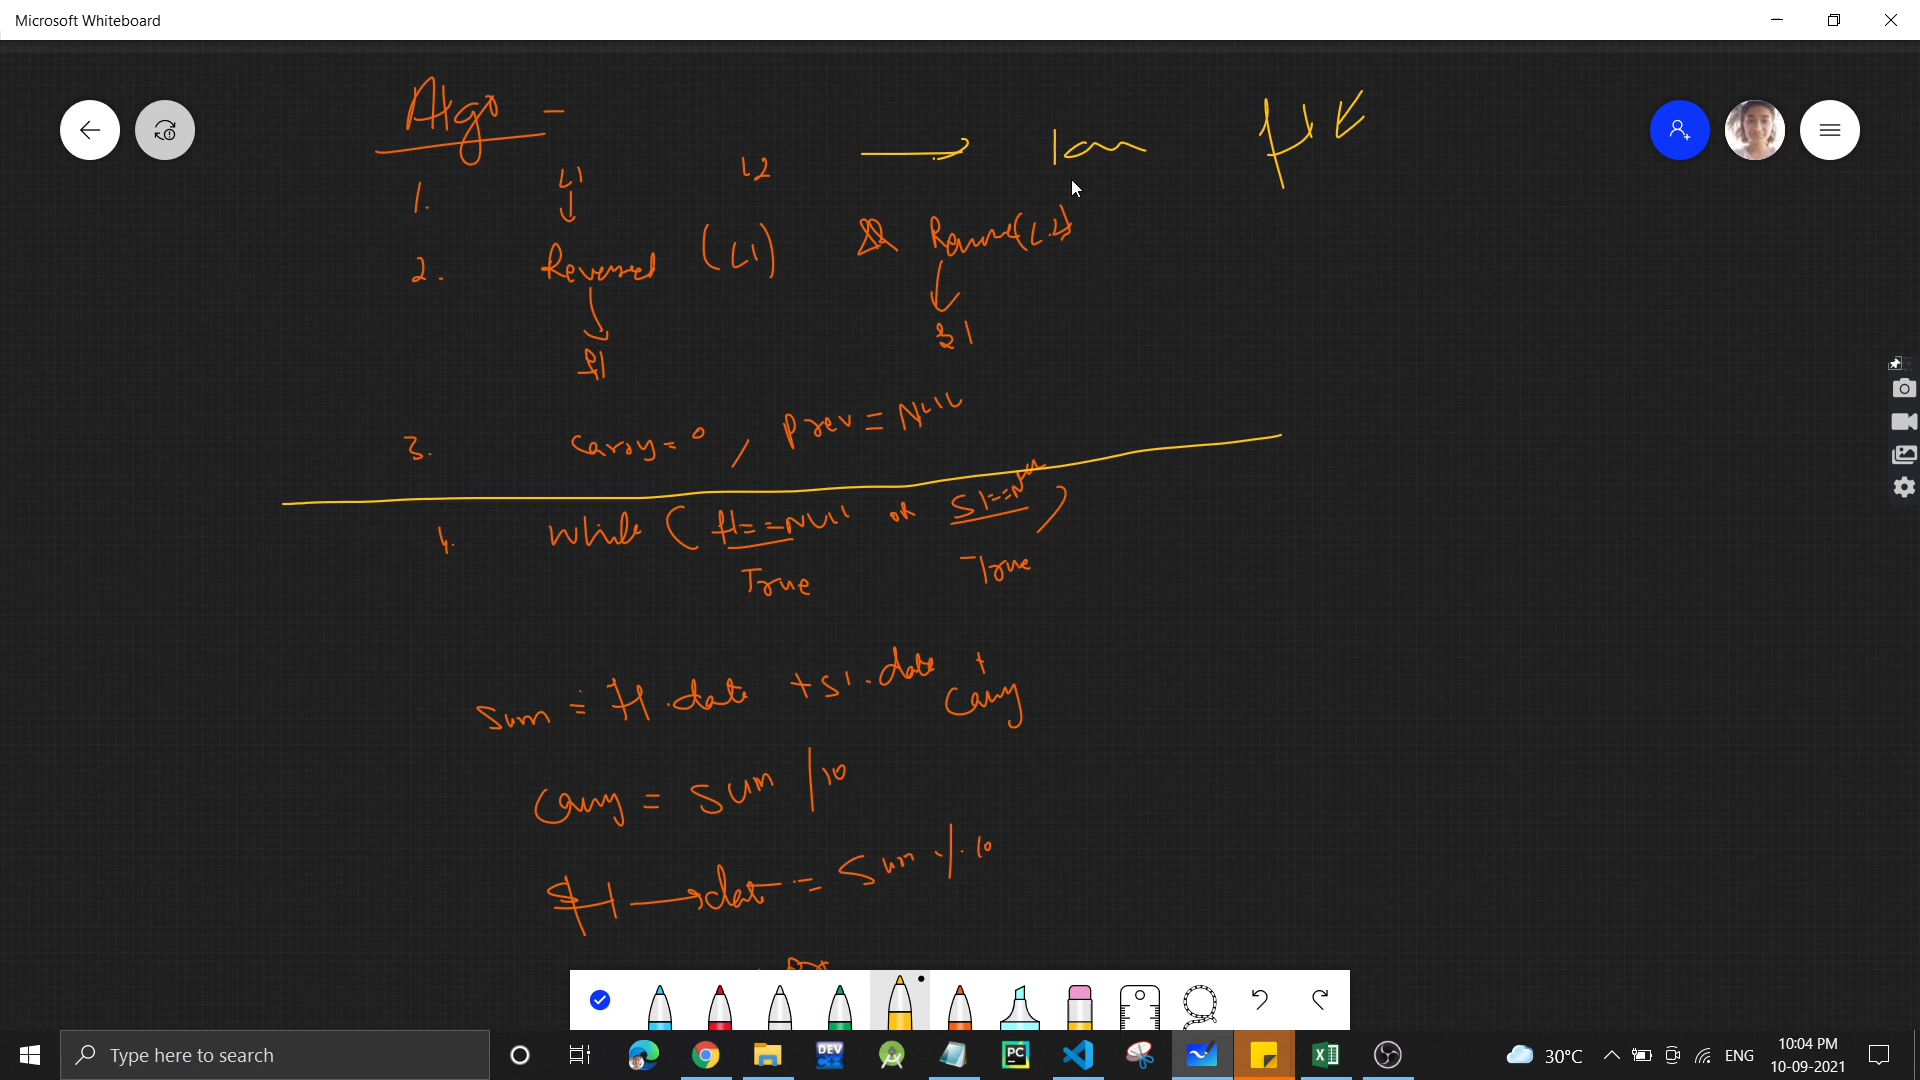 Microsoft Whiteboard
Algo -
1. L1 L2
2. Reversed (L1) && Reverse(L2)
f1 s1
3. carry = 0, prev = NULL
4. While (f1 == NULL or s1 == NULL)
True True
sum = f1.data + s1.data + carry
carry = sum / 10
f1 → data = sum % 10
DEV
PC
Type here to search
30°C
ENG
10:04 PM
10-09-2021